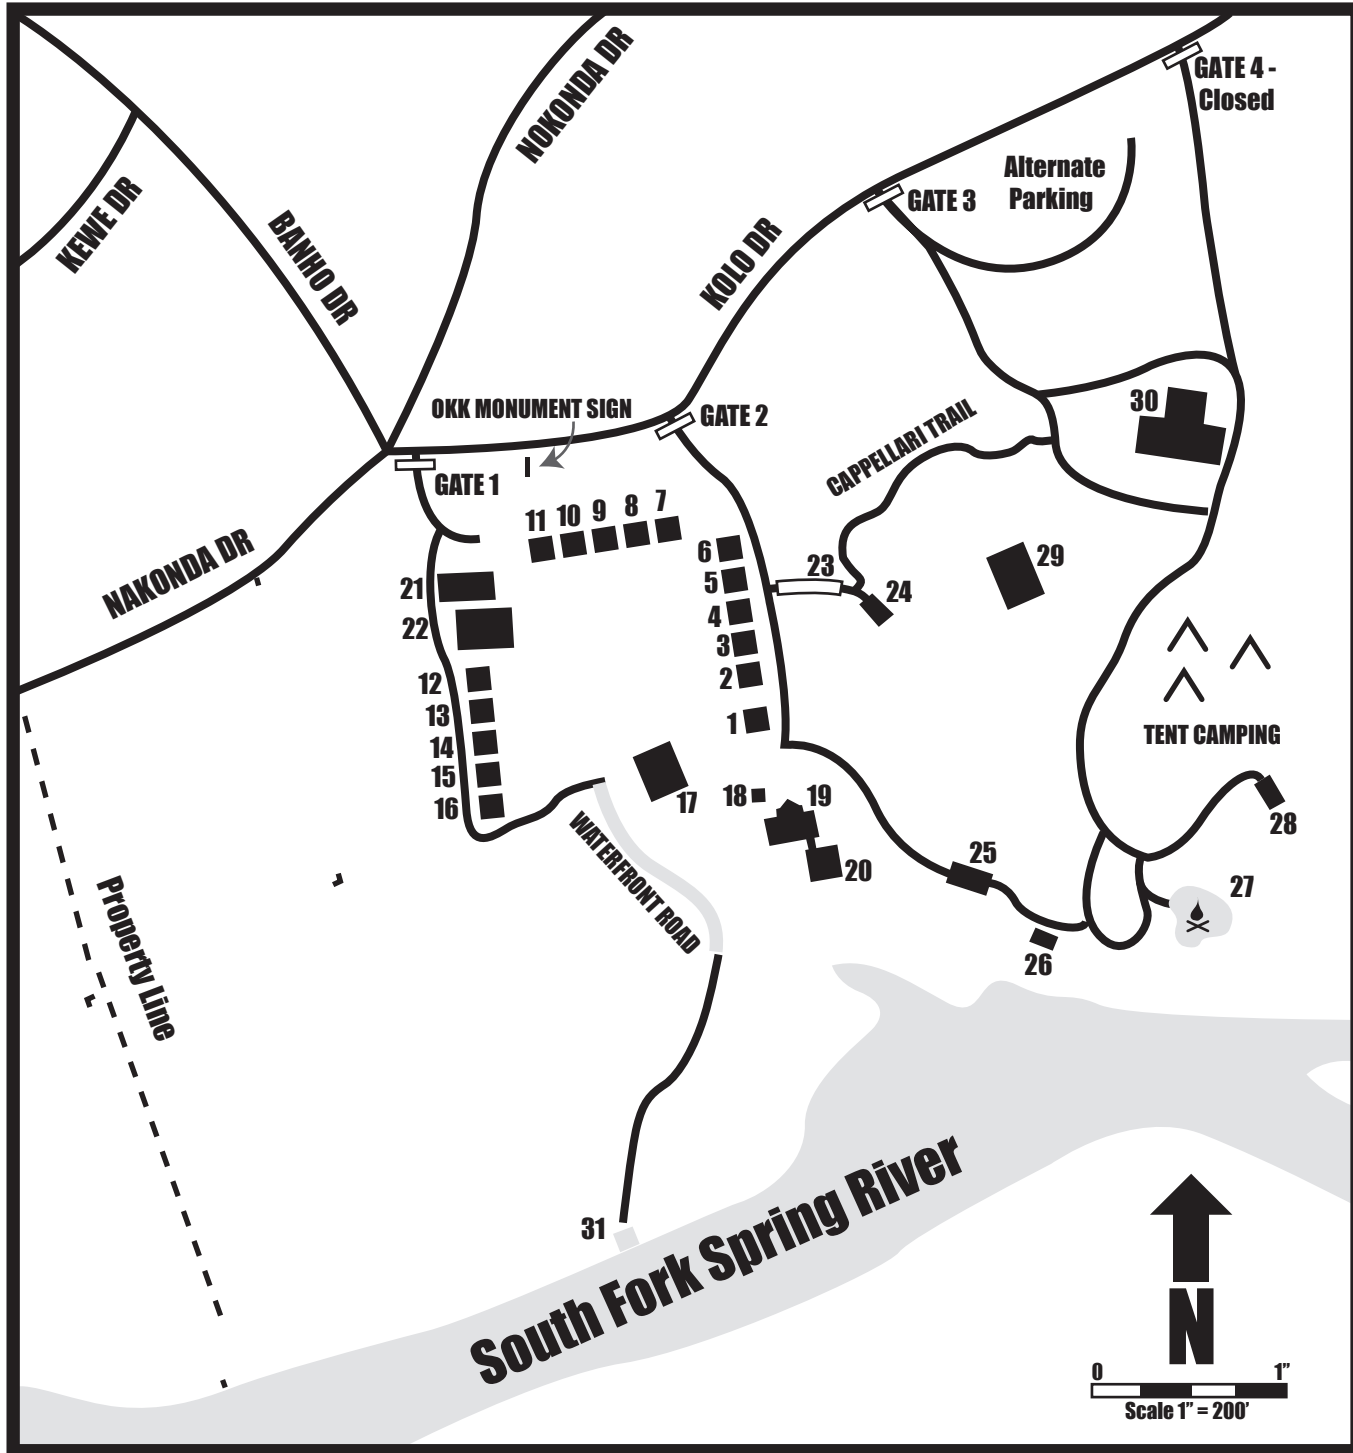 NOKONDA DR
GATE 4 -
Closed
Alternate
Parking
KEWE DR
GATE 3
BANHO DR
KOLO DR
OKK MONUMENT SIGN
GATE 2
30
CAPPELLARI TRAIL
GATE 1
11
10
9
8
7
NAKONDA DR
6
23
29
5
21
24
4
22
3
2
12
13
1
TENT CAMPING
14
15
16
17
18
19
28
WATERFRONT ROAD
25
20
27
Property Line
26
31
South Fork Spring River
N
0
1”
Scale 1” = 200’